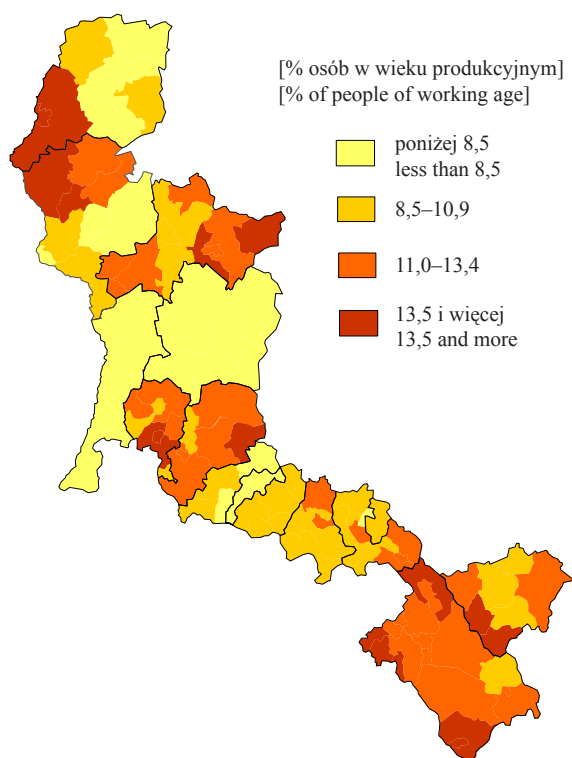 [% osób w wieku produkcyjnym]
[% of people of working age]
poniżej 8,5
less than 8,5
8,5–10,9
11,0–13,4
13,5 i więcej
13,5 and more